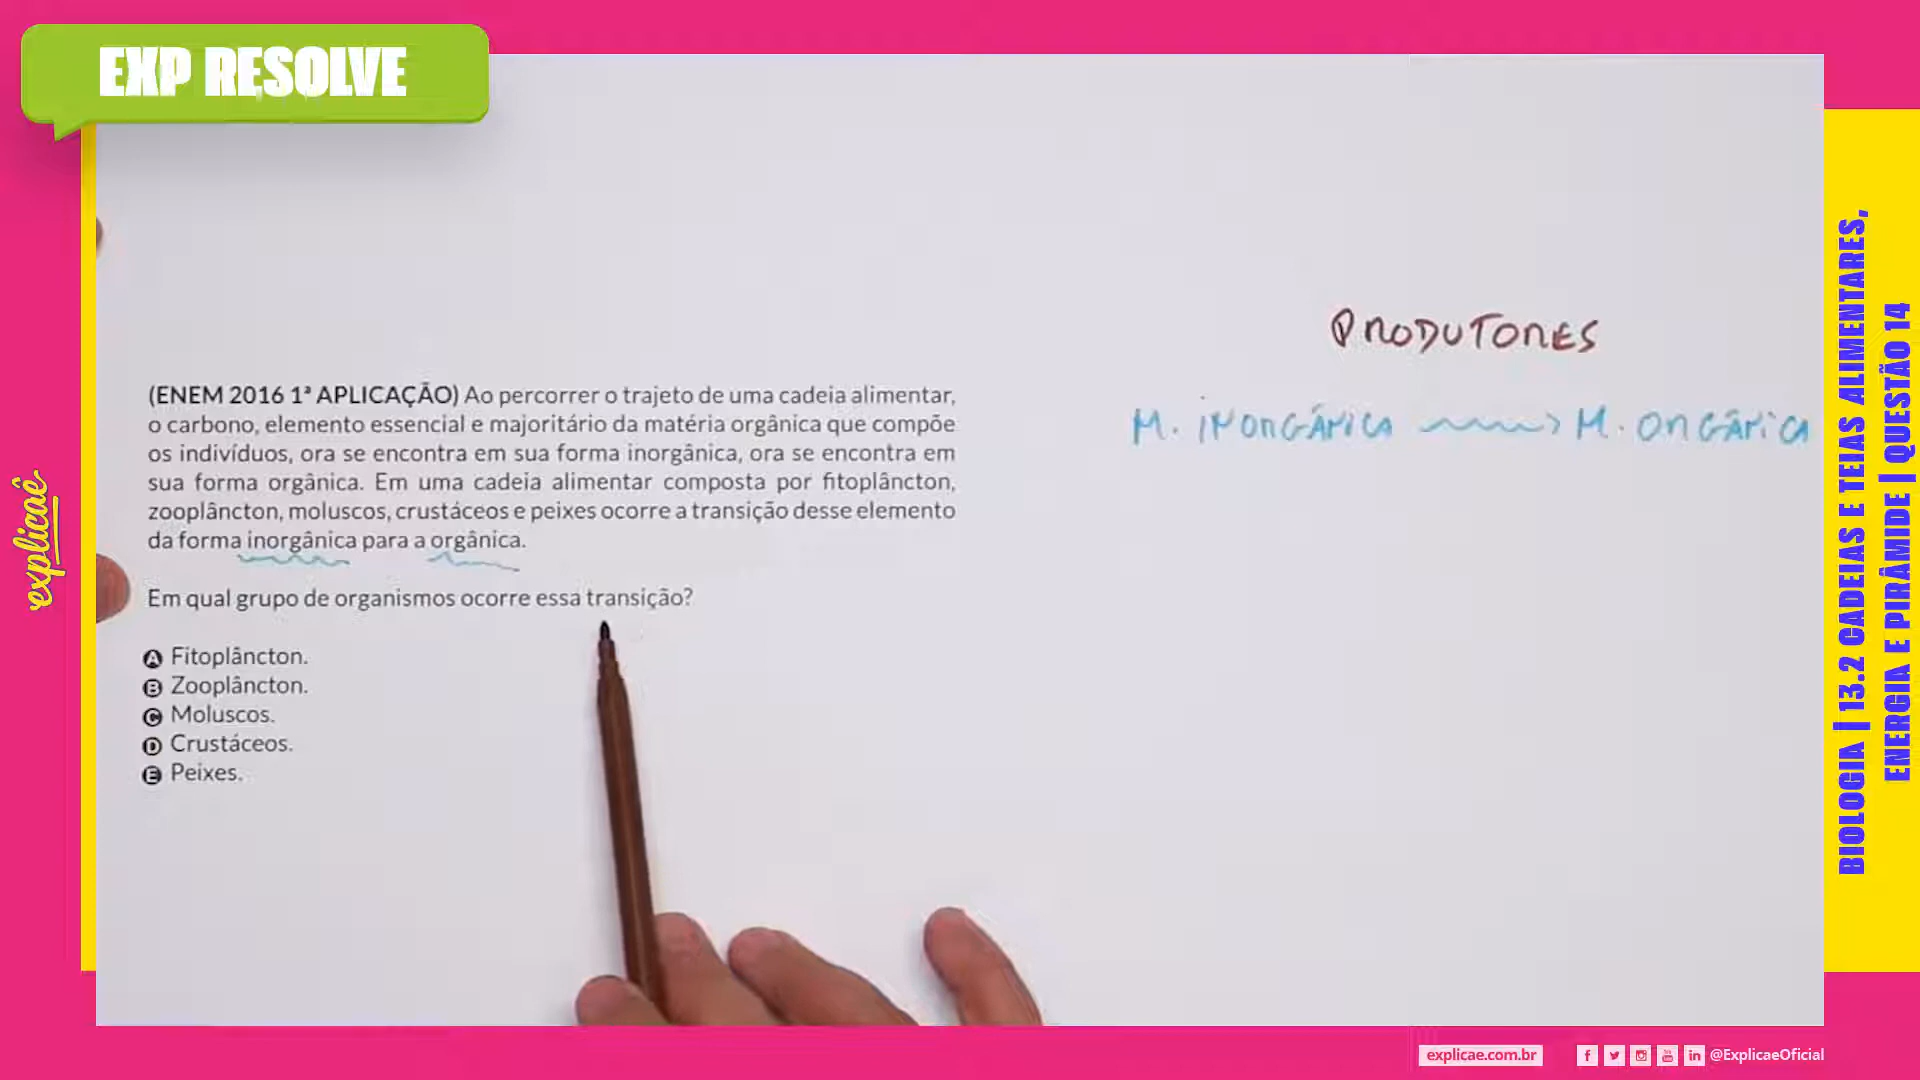 EXP RESOLVE
PRODUTORES
M. INORGÂNICA → M. ORGÂNICA
(ENEM 2016 1ª APLICAÇÃO) Ao percorrer o trajeto de uma cadeia alimentar,
o carbono, elemento essencial e majoritário da matéria orgânica que compõe
os indivíduos, ora se encontra em sua forma inorgânica, ora se encontra em
sua forma orgânica. Em uma cadeia alimentar composta por fitoplâncton,
zooplâncton, moluscos, crustáceos e peixes ocorre a transição desse elemento
da forma inorgânica para a orgânica.
Em qual grupo de organismos ocorre essa transição?
A Fitoplâncton.
B Zooplâncton.
C Moluscos.
D Crustáceos.
E Peixes.
explicaê
BIOLOGIA | 13.2 CADEIAS E TEIAS ALIMENTARES,
ENERGIA E PIRÂMIDE | QUESTÃO 14
explicae.com.br
@ExplicaeOficial